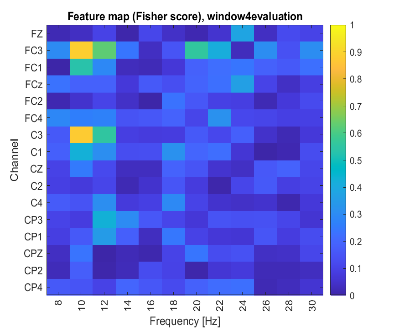 Feature map (Fisher score), window4evaluation
FZ
FC3
FC1
FCz
FC2
FC4
C3
C1
CZ
C2
C4
CP3
CP1
CPZ
CP2
CP4
Channel
8 10 12 14 16 18 20 22 24 26 28 30
Frequency [Hz]
1
0.9
0.8
0.7
0.6
0.5
0.4
0.3
0.2
0.1
0